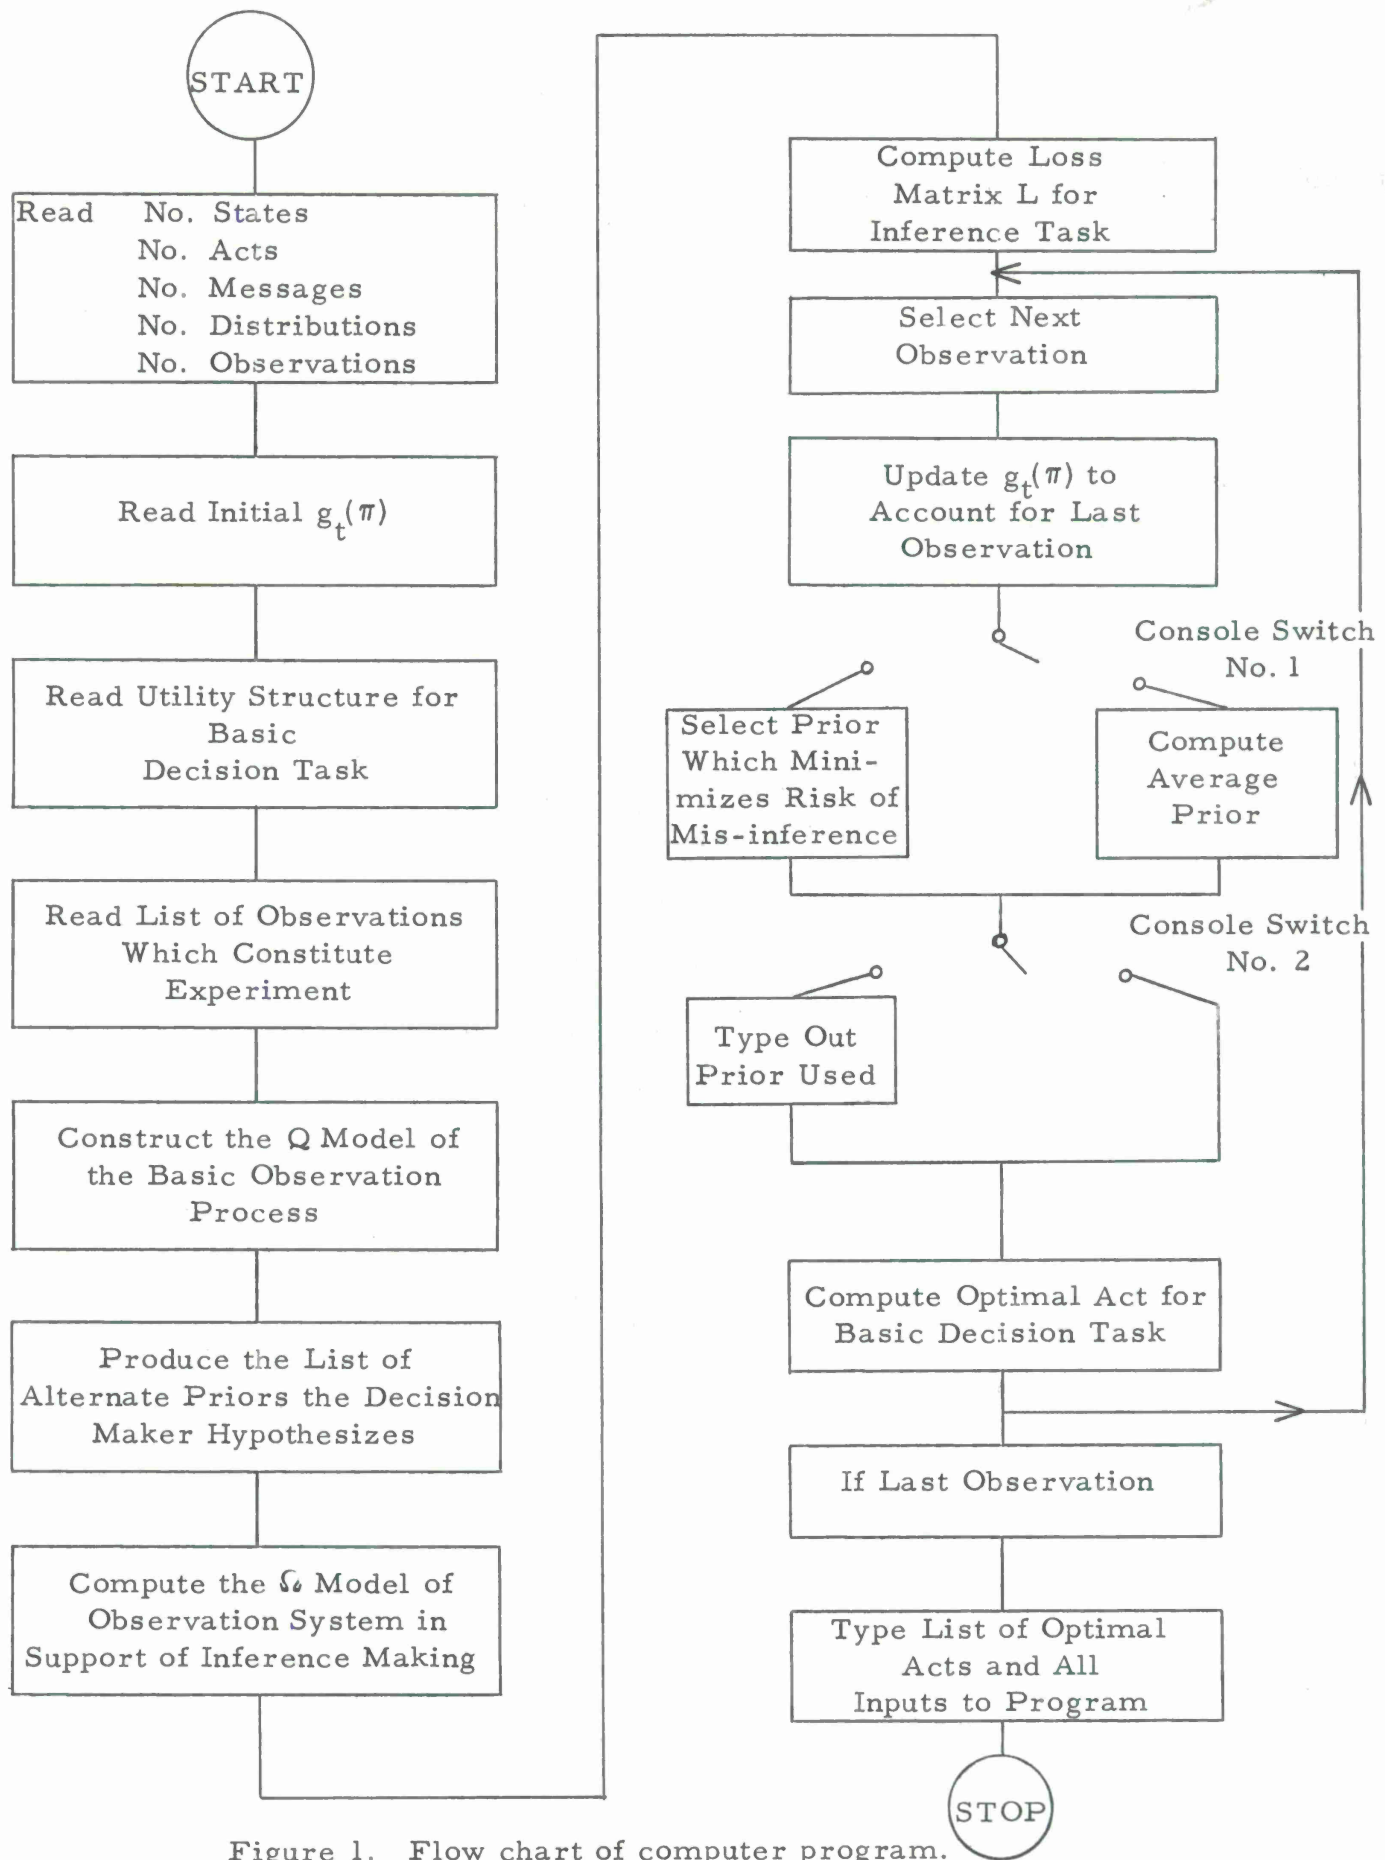 START
Read No. States
No. Acts
No. Messages
No. Distributions
No. Observations
Read Initial g_t(π)
Read Utility Structure for
Basic
Decision Task
Read List of Observations
Which Constitute
Experiment
Construct the Q Model of
the Basic Observation
Process
Produce the List of
Alternate Priors the Decision
Maker Hypothesizes
Compute the Ω Model of
Observation System in
Support of Inference Making
Compute Loss
Matrix L for
Inference Task
Select Next
Observation
Update g_t(π) to
Account for Last
Observation
Console Switch
No. 1
Select Prior
Which Mini-
mizes Risk of
Mis-inference
Compute
Average
Prior
Console Switch
No. 2
Type Out
Prior Used
Compute Optimal Act for
Basic Decision Task
If Last Observation
Type List of Optimal
Acts and All
Inputs to Program
STOP
Figure 1. Flow chart of computer program.